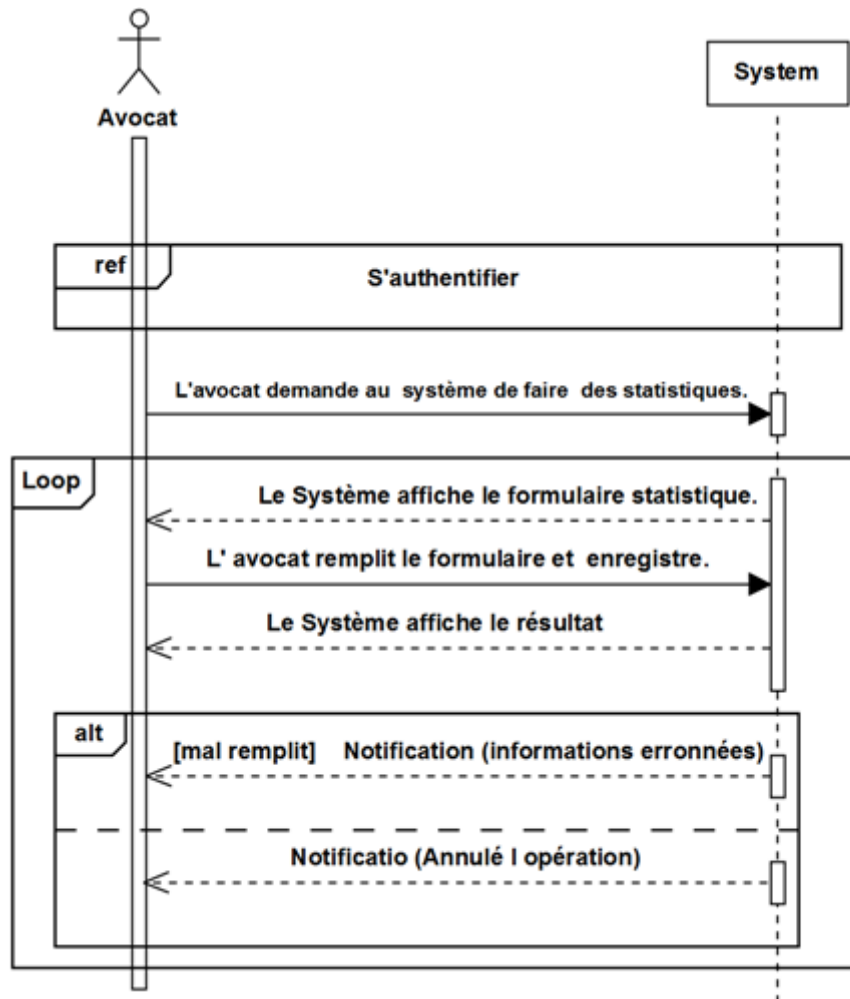 Avocat
System
ref
S'authentifier
L'avocat demande au système de faire des statistiques.
Loop
Le Système affiche le formulaire statistique.
L' avocat remplit le formulaire et enregistre.
Le Système affiche le résultat
alt
[mal remplit] Notification (informations erronnées)
Notificatio (Annulé l opération)